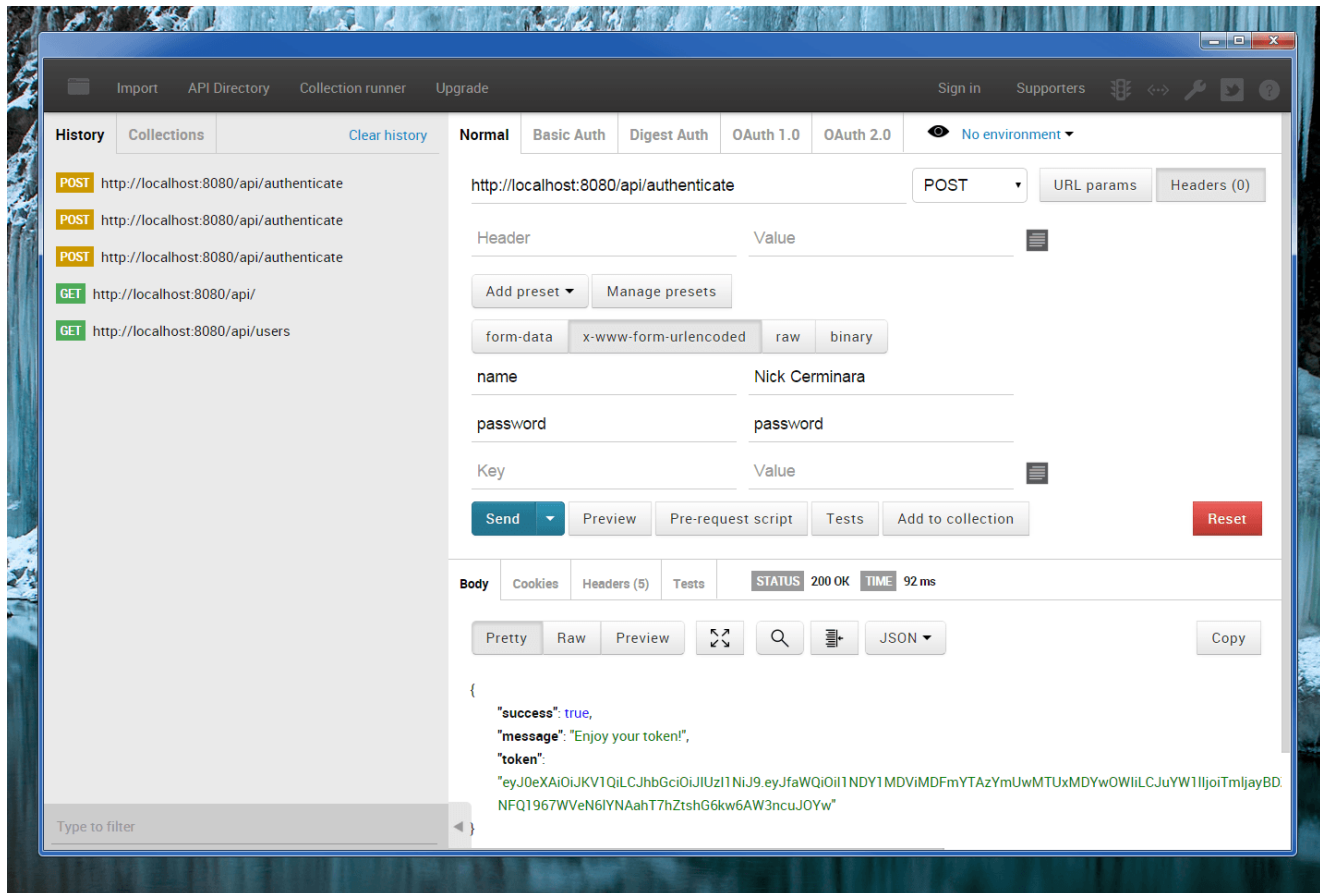 Import API Directory Collection runner Upgrade Sign in Supporters
History Collections Clear history
POST http://localhost:8080/api/authenticate
POST http://localhost:8080/api/authenticate
POST http://localhost:8080/api/authenticate
GET http://localhost:8080/api/
GET http://localhost:8080/api/users
Type to filter
Normal Basic Auth Digest Auth OAuth 1.0 OAuth 2.0 No environment
http://localhost:8080/api/authenticate POST URL params Headers (0)
Header Value
Add preset Manage presets
form-data x-www-form-urlencoded raw binary
name Nick Cerminara
password password
Key Value
Send Preview Pre-request script Tests Add to collection Reset
Body Cookies Headers (5) Tests STATUS 200 OK TIME 92 ms
Pretty Raw Preview JSON Copy
{
"success": true,
"message": "Enjoy your token!",
"token":
"eyJ0eXAiOiJKV1QiLCJhbGciOiJIUzI1NiJ9.eyJfaWQiOiI1NDY1MDViMDFmYTAzYmUwMTUxMDYwOWIiLCJuYW1lIjoiTmljayBD
NFQ1967WVeN6lYNAahT7hZtshG6kw6AW3ncuJOYw"
}